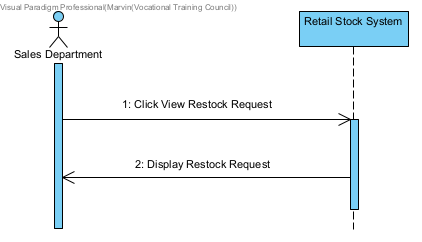 Visual Paradigm Professional(Marvin(Vocational Training Council))
Retail Stock System
Sales Department
1: Click View Restock Request
2: Display Restock Request